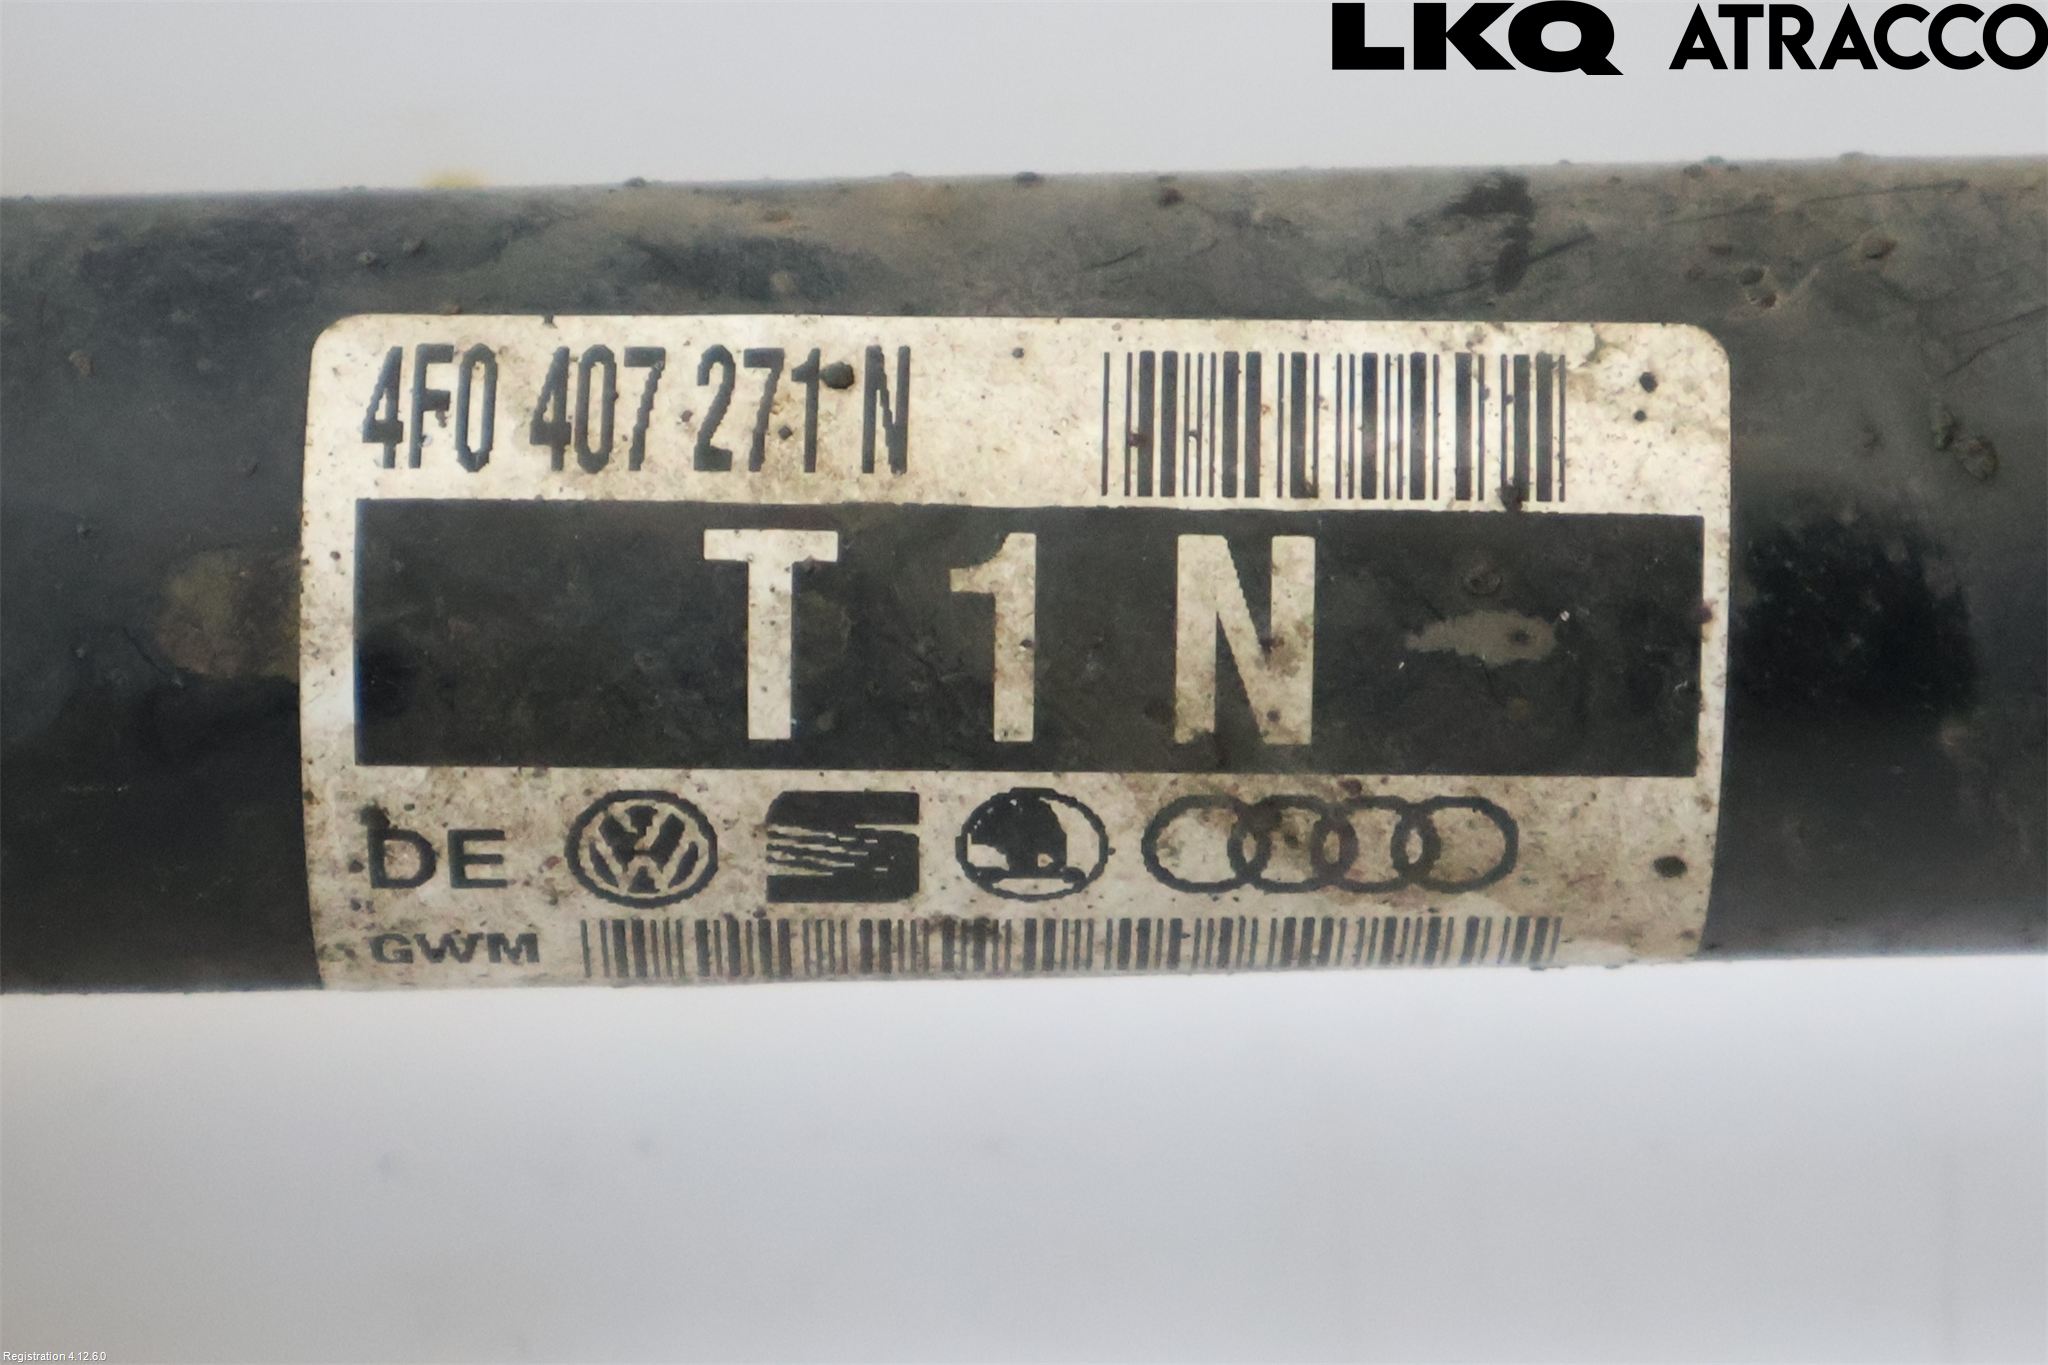 LKQ ATRACCO
4F0 407 271 N
T 1 N
DE
GWM
Registration 4.12.6.0